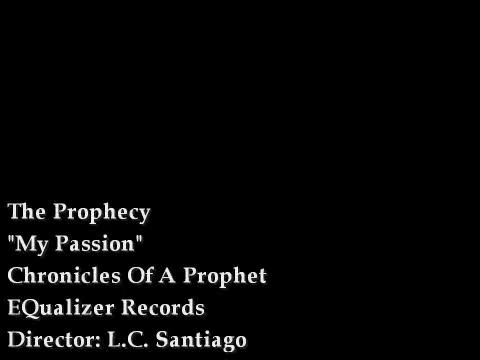 The Prophecy
"My Passion"
Chronicles Of A Prophet
EQualizer Records
Director: L.C. Santiago